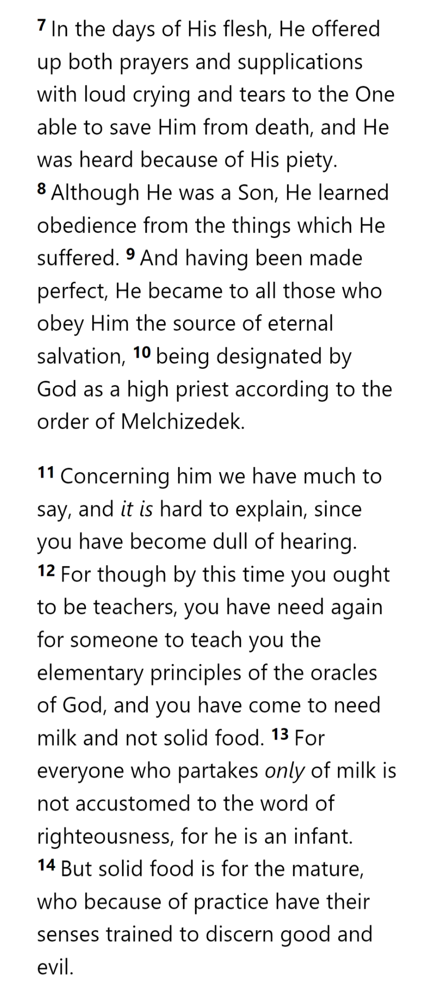 7 In the days of His flesh, He offered
up both prayers and supplications
with loud crying and tears to the One
able to save Him from death, and He
was heard because of His piety.
8 Although He was a Son, He learned
obedience from the things which He
suffered. 9 And having been made
perfect, He became to all those who
obey Him the source of eternal
salvation, 10 being designated by
God as a high priest according to the
order of Melchizedek.
11 Concerning him we have much to
say, and it is hard to explain, since
you have become dull of hearing.
12 For though by this time you ought
to be teachers, you have need again
for someone to teach you the
elementary principles of the oracles
of God, and you have come to need
milk and not solid food. 13 For
everyone who partakes only of milk is
not accustomed to the word of
righteousness, for he is an infant.
14 But solid food is for the mature,
who because of practice have their
senses trained to discern good and
evil.